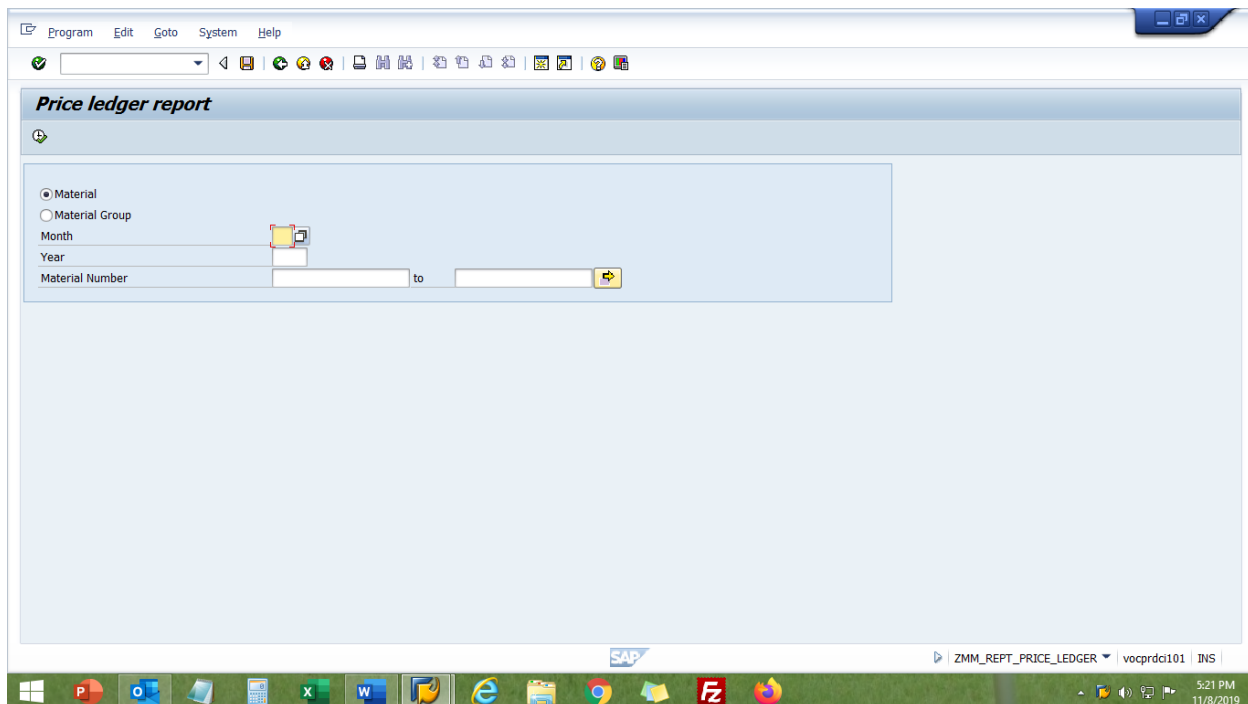 Program Edit Goto System Help
Price ledger report
Material
Material Group
Month
Year
Material Number to
SAP ZMM_REPT_PRICE_LEDGER vocprdci101 INS
5:21 PM
11/8/2019